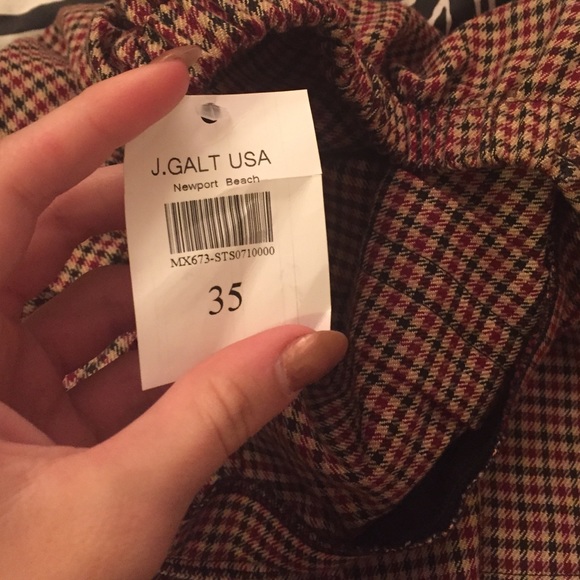 J.GALT USA
Newport Beach
MX673-STS0710000
35